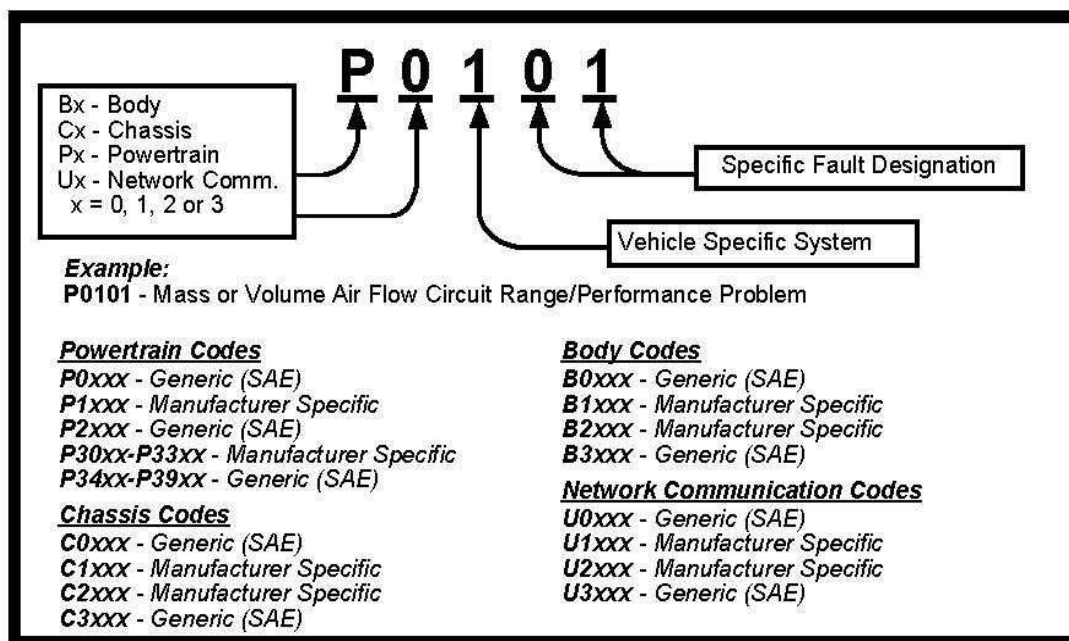 P 0 1 0 1
Bx - Body
Cx - Chassis
Px - Powertrain
Ux - Network Comm.
x = 0, 1, 2 or 3
Specific Fault Designation
Vehicle Specific System
Example:
P0101 - Mass or Volume Air Flow Circuit Range/Performance Problem
Powertrain Codes
P0xxx - Generic (SAE)
P1xxx - Manufacturer Specific
P2xxx - Generic (SAE)
P30xx-P33xx - Manufacturer Specific
P34xx-P39xx - Generic (SAE)
Chassis Codes
C0xxx - Generic (SAE)
C1xxx - Manufacturer Specific
C2xxx - Manufacturer Specific
C3xxx - Generic (SAE)
Body Codes
B0xxx - Generic (SAE)
B1xxx - Manufacturer Specific
B2xxx - Manufacturer Specific
B3xxx - Generic (SAE)
Network Communication Codes
U0xxx - Generic (SAE)
U1xxx - Manufacturer Specific
U2xxx - Manufacturer Specific
U3xxx - Generic (SAE)